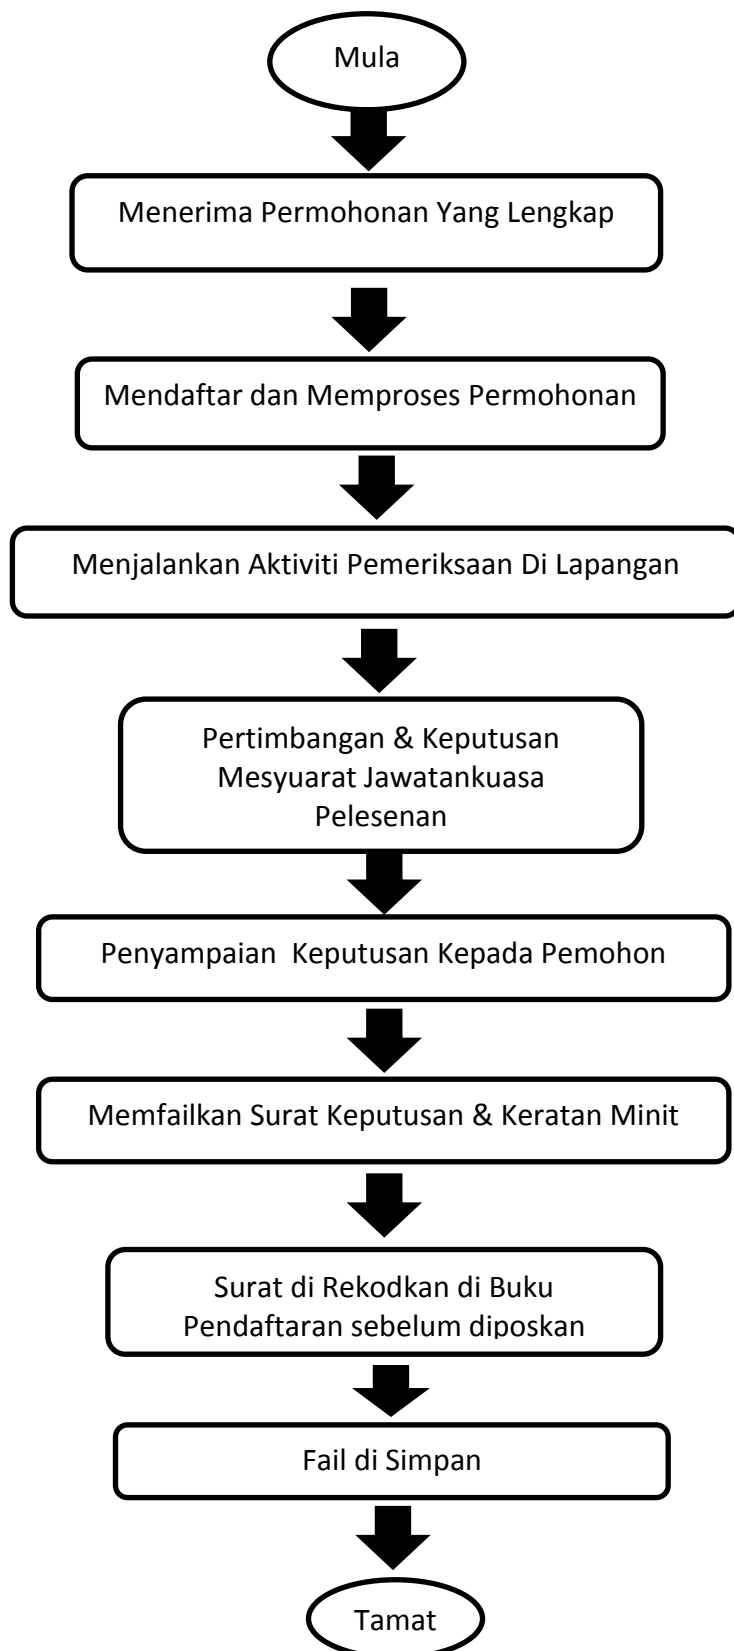 Mula
Menerima Permohonan Yang Lengkap
Mendaftar dan Memproses Permohonan
Menjalankan Aktiviti Pemeriksaan Di Lapangan
Pertimbangan & Keputusan
Mesyuarat Jawatankuasa
Pelesenan
Penyampaian Keputusan Kepada Pemohon
Memfailkan Surat Keputusan & Keratan Minit
Surat di Rekodkan di Buku
Pendaftaran sebelum diposkan
Fail di Simpan
Tamat